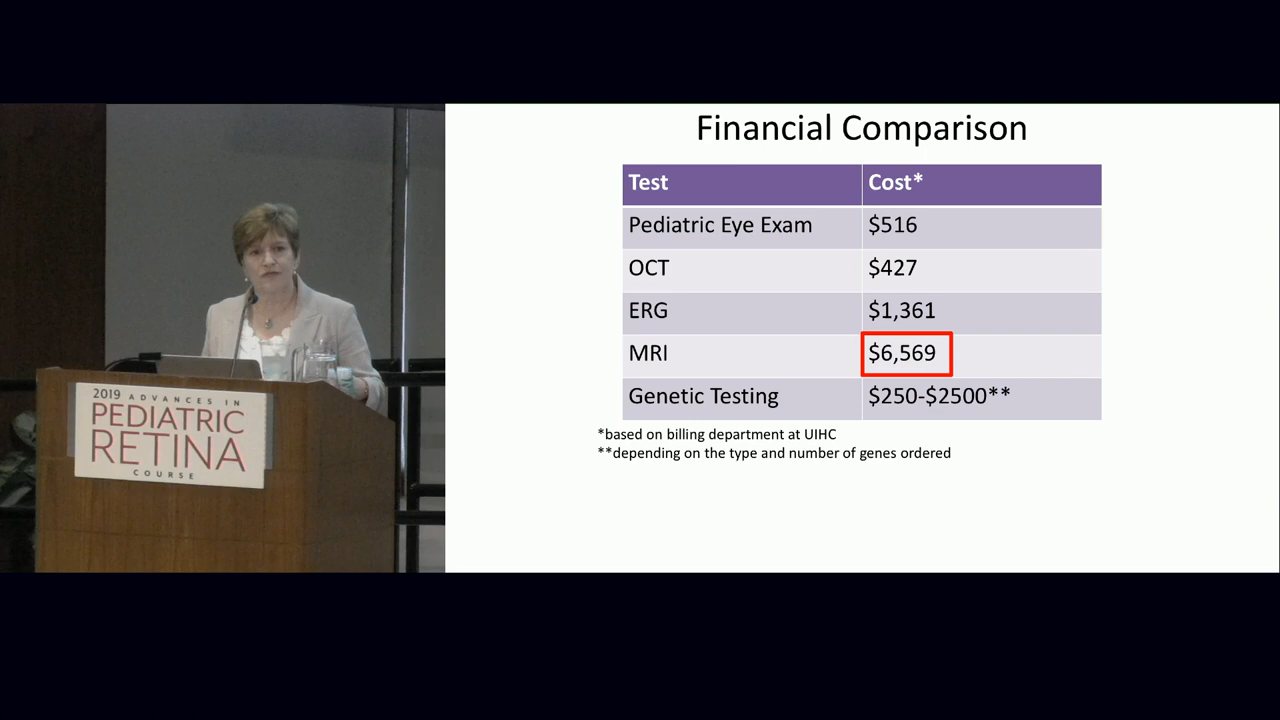 2019 ADVANCES IN
PEDIATRIC
RETINA
COURSE
Financial Comparison
Test Cost*
Pediatric Eye Exam $516
OCT $427
ERG $1,361
MRI $6,569
Genetic Testing $250-$2500**
*based on billing department at UIHC
**depending on the type and number of genes ordered